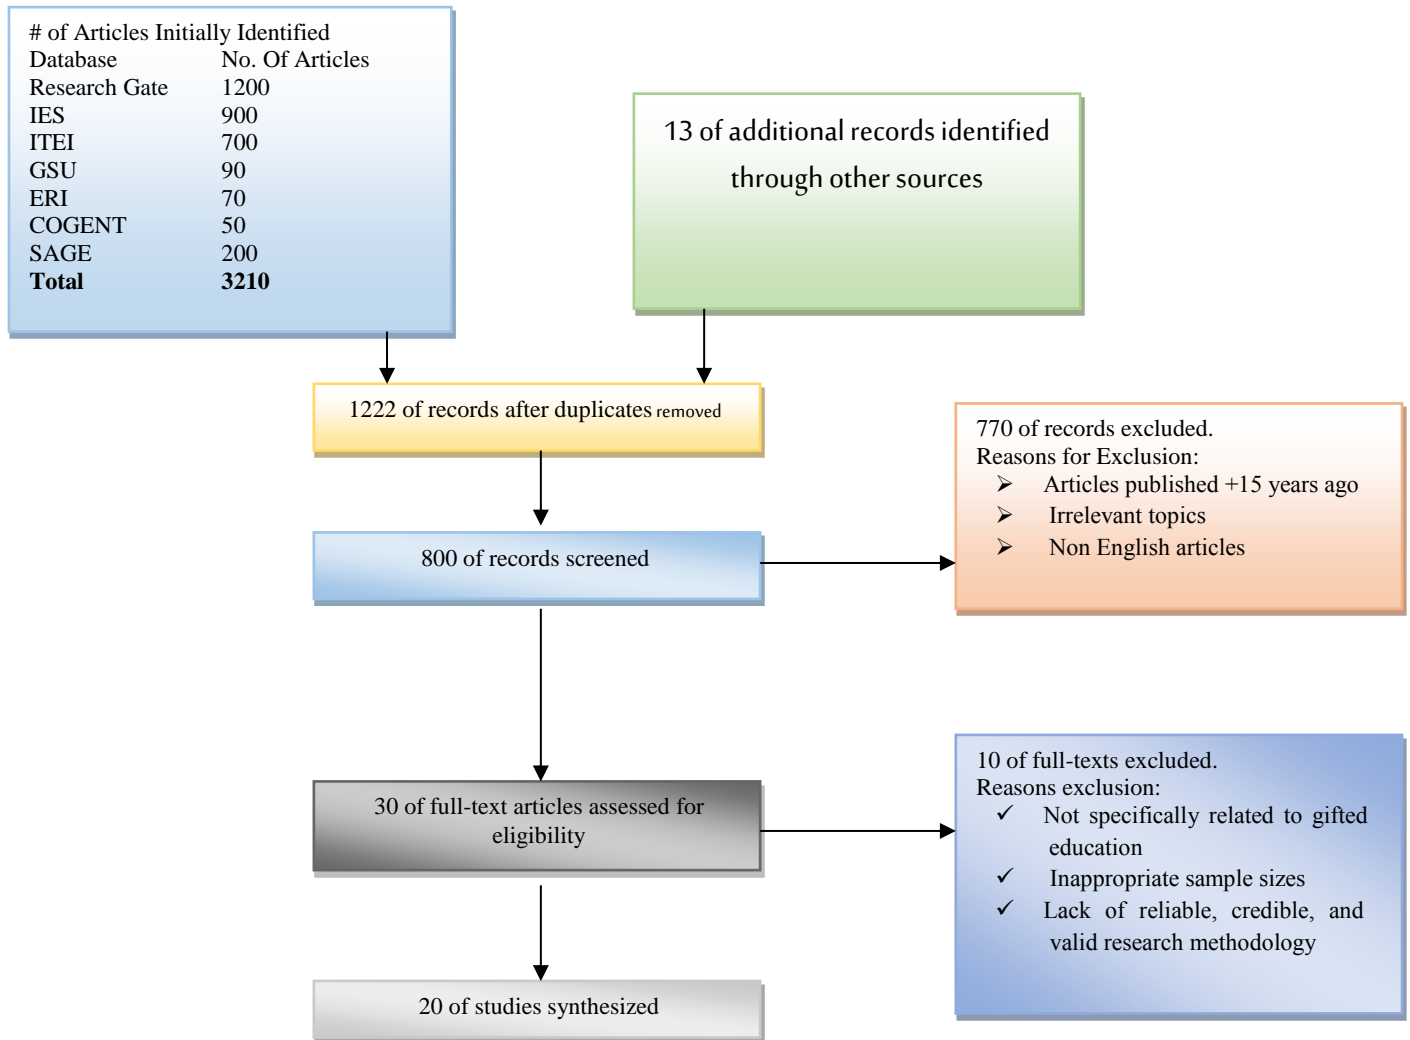 # of Articles Initially Identified
Database No. Of Articles
Research Gate 1200
IES 900
ITEI 700
GSU 90
ERI 70
COGENT 50
SAGE 200
Total 3210
13 of additional records identified
through other sources
1222 of records after duplicates removed
770 of records excluded.
Reasons for Exclusion:
➢ Articles published +15 years ago
➢ Irrelevant topics
➢ Non English articles
800 of records screened
10 of full-texts excluded.
Reasons exclusion:
✓ Not specifically related to gifted
education
✓ Inappropriate sample sizes
✓ Lack of reliable, credible, and
valid research methodology
30 of full-text articles assessed for
eligibility
20 of studies synthesized